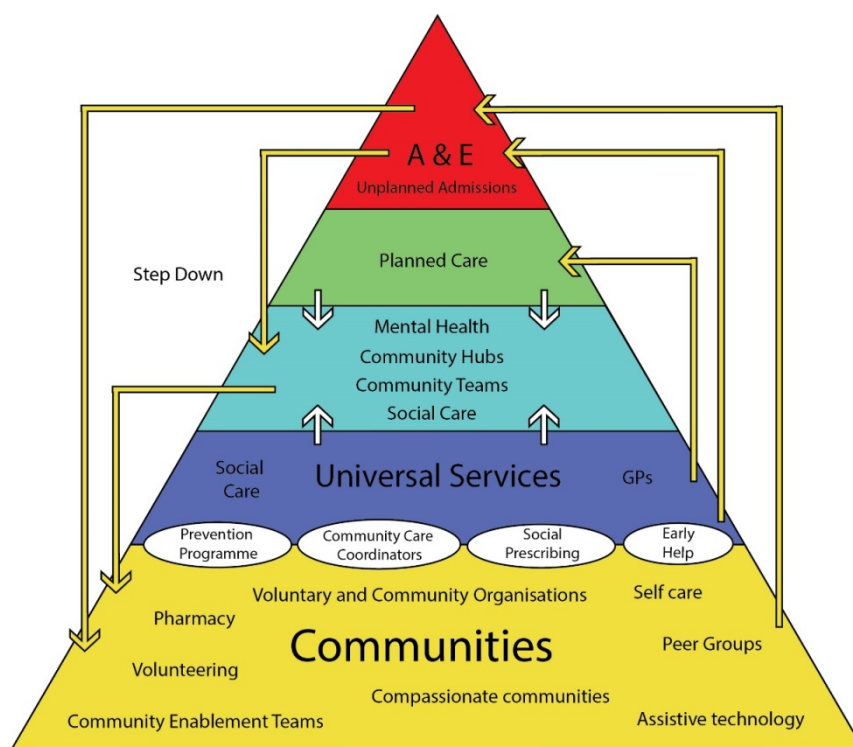 A & E
Unplanned Admissions
Planned Care
Step Down
Mental Health
Community Hubs
Community Teams
Social Care
Social
Care
Universal Services
GPs
Prevention
Programme
Community Care
Coordinators
Social
Prescribing
Early
Help
Voluntary and Community Organisations
Self care
Pharmacy
Communities
Peer Groups
Volunteering
Compassionate communities
Community Enablement Teams
Assistive technology